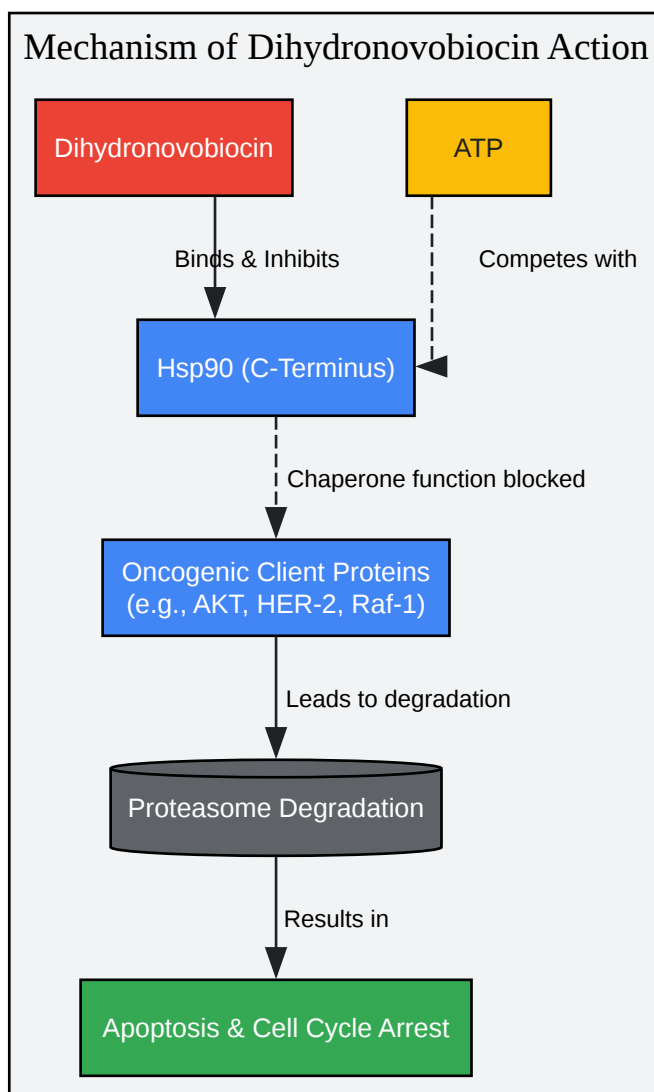 Mechanism of Dihydronovobiocin Action
Dihydronovobiocin
ATP
Binds & Inhibits
Competes with
Hsp90 (C-Terminus)
Chaperone function blocked
Oncogenic Client Proteins
(e.g., AKT, HER-2, Raf-1)
Leads to degradation
Proteasome Degradation
Results in
Apoptosis & Cell Cycle Arrest